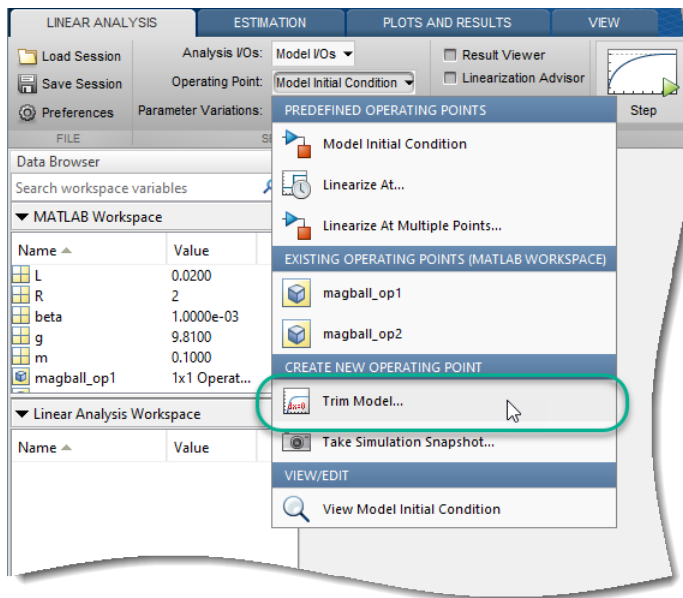 LINEAR ANALYSIS ESTIMATION PLOTS AND RESULTS VIEW
Load Session Analysis I/Os: Model I/Os Result Viewer
Save Session Operating Point: Model Initial Condition Linearization Advisor
Preferences Parameter Variations: PREDEFINED OPERATING POINTS Step
FILE
Data Browser Model Initial Condition
Search workspace variables Linearize At...
MATLAB Workspace Linearize At Multiple Points...
Name Value EXISTING OPERATING POINTS (MATLAB WORKSPACE)
L 0.0200
R 2 magball_op1
beta 1.0000e-03
g 9.8100 magball_op2
m 0.1000 CREATE NEW OPERATING POINT
magball_op1 1x1 Operat...
dx=0 Trim Model...
Linear Analysis Workspace
Name Value Take Simulation Snapshot...
VIEW/EDIT
View Model Initial Condition